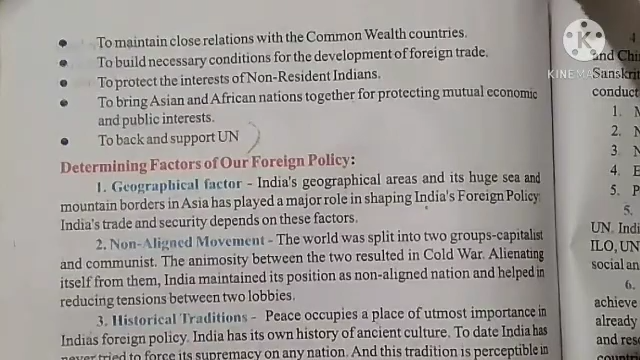 To maintain close relations with the Common Wealth countries.
To build necessary conditions for the development of foreign trade.
To protect the interests of Non-Resident Indians.
To bring Asian and African nations together for protecting mutual economic
and public interests.
To back and support UN
Determining Factors of Our Foreign Policy:
1. Geographical factor - India's geographical areas and its huge sea and
mountain borders in Asia has played a major role in shaping India's Foreign Policy
India's trade and security depends on these factors.
2. Non-Aligned Movement - The world was split into two groups-capitalist
and communist. The animosity between the two resulted in Cold War. Alienating
itself from them, India maintained its position as non-aligned nation and helped in
reducing tensions between two lobbies.
3. Historical Traditions - Peace occupies a place of utmost importance in
Indias foreign policy. India has its own history of ancient culture. To date India has
never tried to force its supremacy on any nation. And this tradition is perceptible in
KINEM
4
and Chi
Sanskrit
conduct
1.
2.
3.
4. E
5. P
5.
UN. Indi
ILO, UN
social an
6.
achieve
already
and res